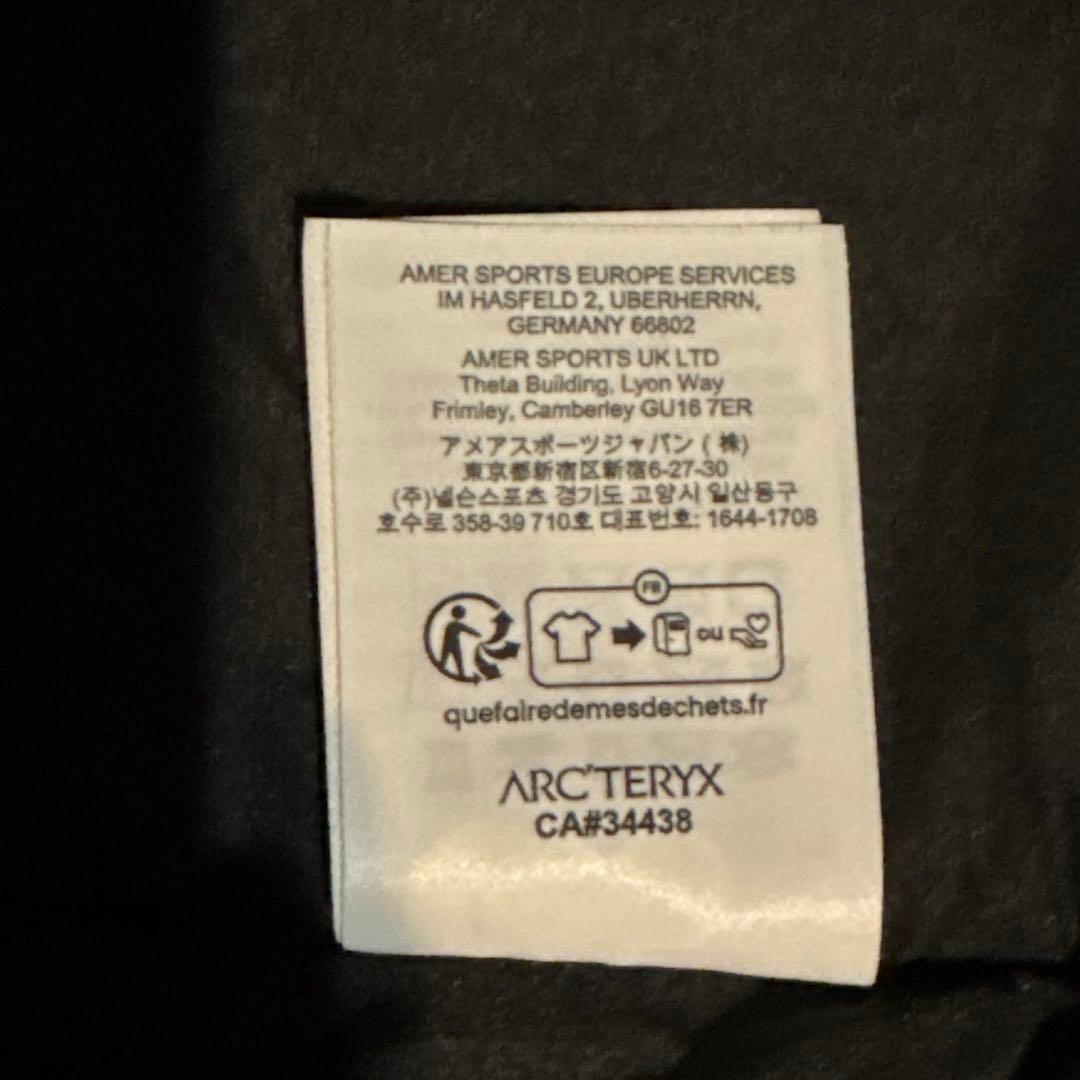 AMER SPORTS EUROPE SERVICES
IM HASFELD 2, UBERHERRN,
GERMANY 66802
AMER SPORTS UK LTD
Theta Building, Lyon Way
Frimley, Camberley GU16 7ER
アメアスポーツジャパン (株)
東京都新宿区新宿6-27-30
(주)넬슨스포츠 경기도 고양시 일산동구
호수로 358-39 710호 대표번호: 1644-1708
FR
ou
quefairedemesdechets.fr
ARC'TERYX
CA#34438